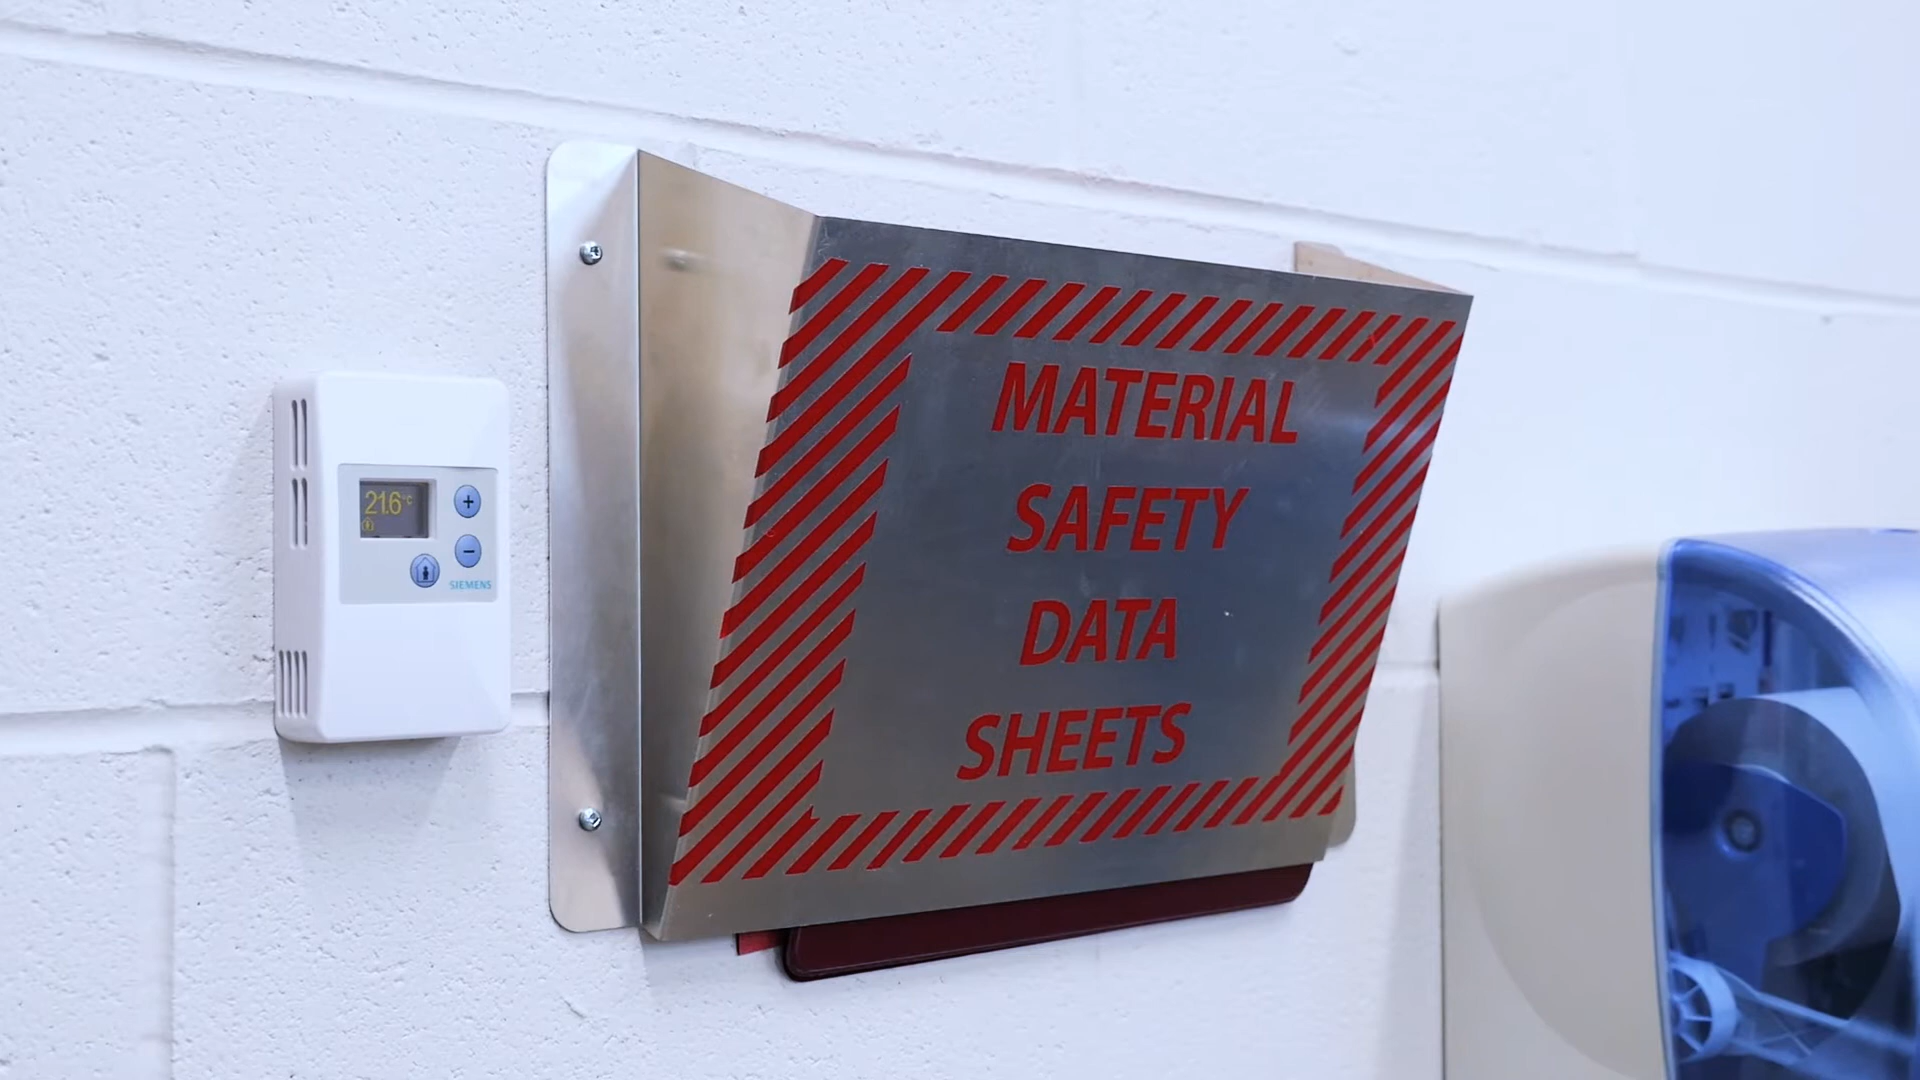 21.6°C
+
−
SIEMENS
MATERIAL
SAFETY
DATA
SHEETS